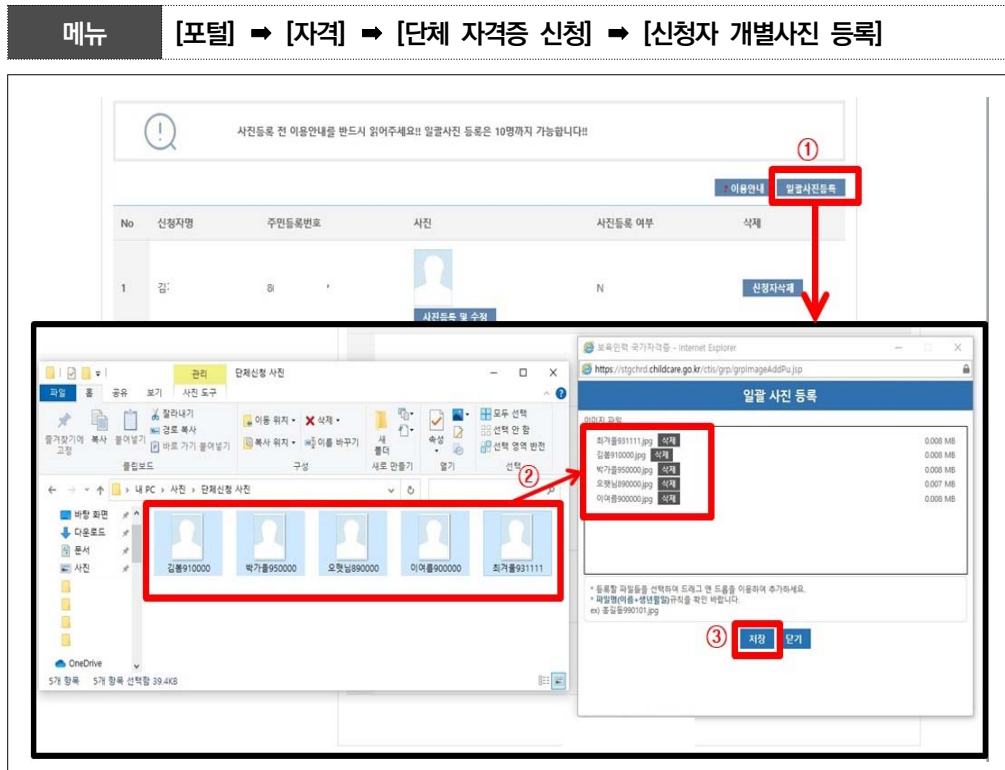 메뉴
[포털] ➡ [자격] ➡ [단체 자격증 신청] ➡ [신청자 개별사진 등록]
사진등록 전 이용안내를 반드시 읽어주세요!! 일괄사진 등록은 10명까지 가능합니다!!
①
? 이용안내 일괄사진등록
No 신청자명 주민등록번호 사진 사진등록 여부 삭제
1 김 8 N 신청자삭제
사진등록 및 수정
관리 단체신청 사진
파일 홈 공유 보기 사진 도구
즐겨찾기에 고정
복사
붙여넣기
잘라내기
경로 복사
바로 가기 붙여넣기
이동 위치 삭제
복사 위치 이름 바꾸기
새 폴더
속성
모두 선택
선택 안 함
선택 영역 반전
클립보드 구성 새로 만들기 열기 선택
내 PC › 사진 › 단체신청 사진
②
바탕 화면
다운로드
문서
사진
OneDrive
김봄910000 박가을950000 오햇님890000 이여름900000 최겨울931111
5개 항목 5개 항목 선택함 39.4KB
보육인력 국가자격증 - Internet Explorer
https://stgchrd.childcare.go.kr/ctis/grp/grpImageAddPu.jsp
일괄 사진 등록
이미지 파일
최겨울931111.jpg 삭제 0.008 MB
김봄910000.jpg 삭제 0.008 MB
박가을950000.jpg 삭제 0.008 MB
오햇님890000.jpg 삭제 0.007 MB
이여름900000.jpg 삭제 0.008 MB
* 등록할 파일들을 선택하여 드래그 앤 드롭을 이용하여 추가하세요.
* 파일명(이름+생년월일)규칙을 확인 바랍니다.
ex) 홍길동990101.jpg
③
저장 닫기